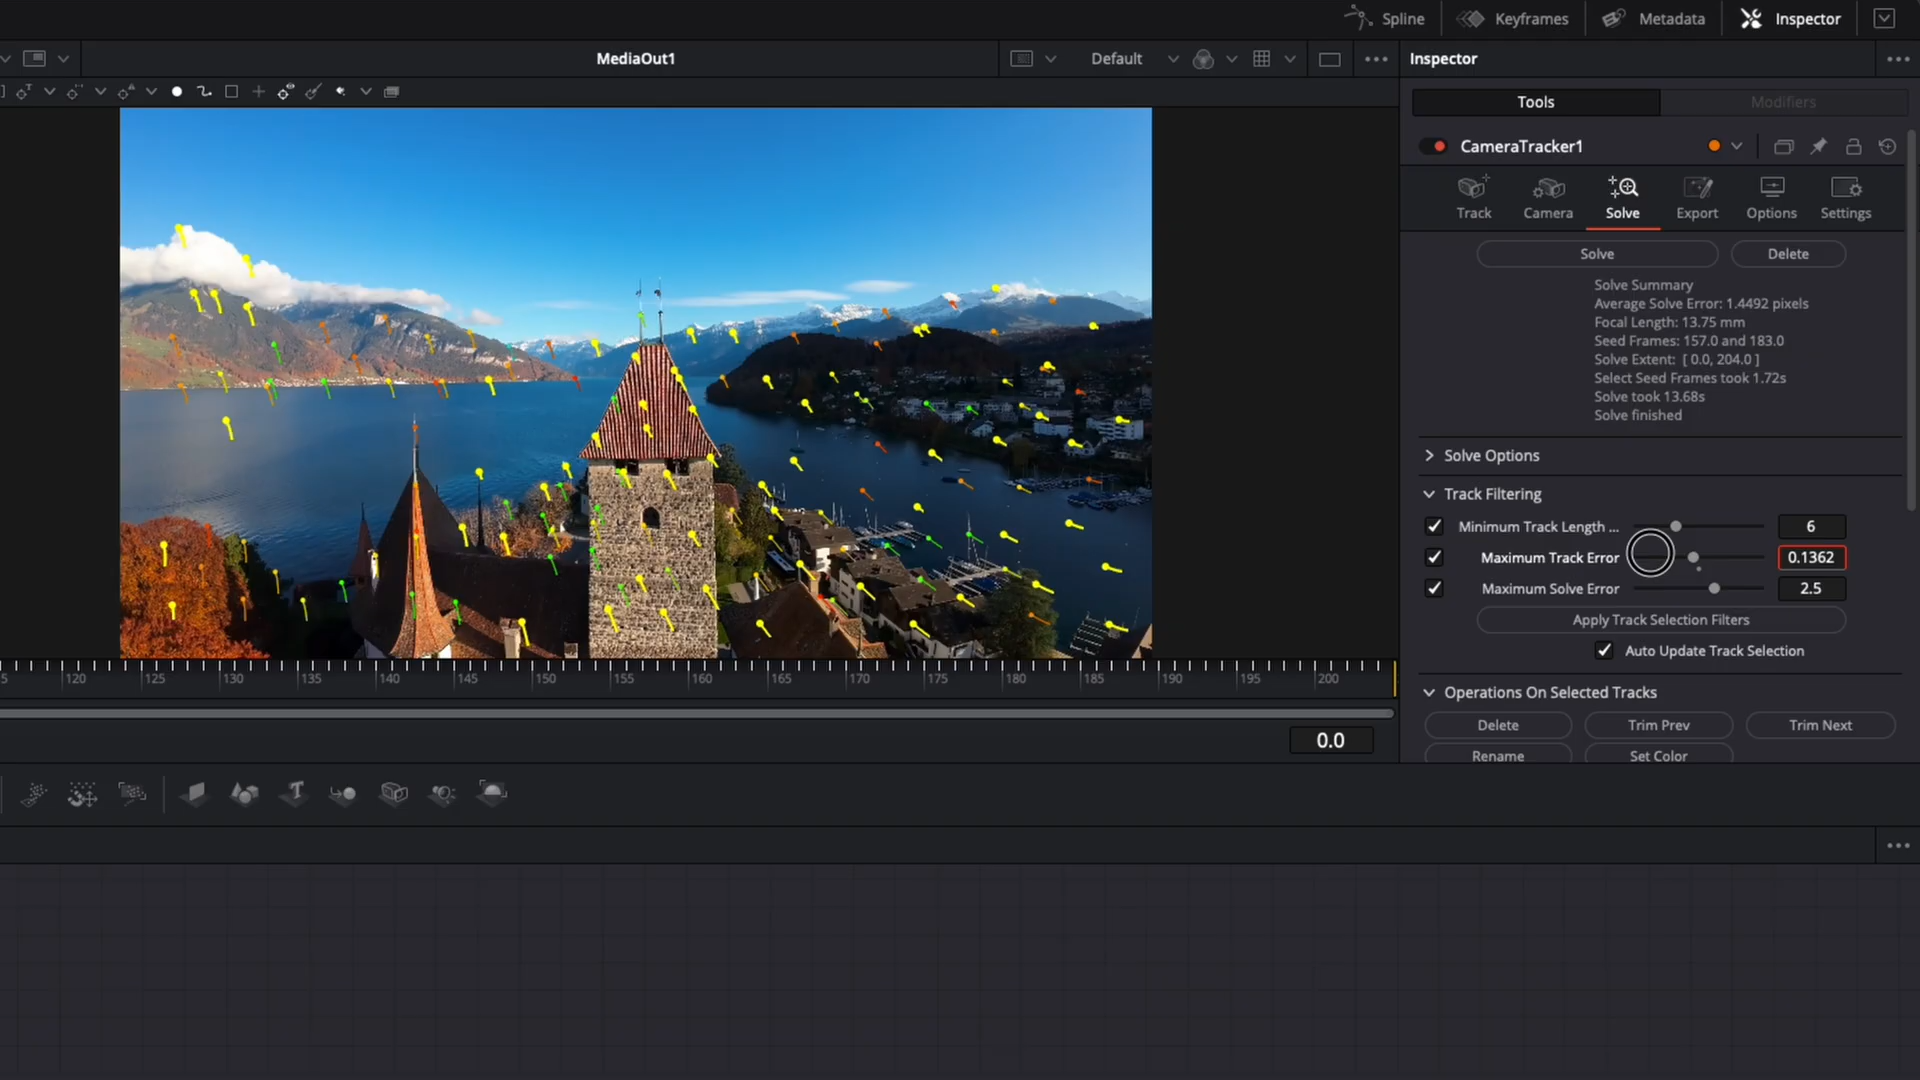 Spline
Keyframes
Metadata
Inspector
MediaOut1
Default
Inspector
Tools
Modifiers
CameraTracker1
Track
Camera
Solve
Export
Options
Settings
Solve
Delete
Solve Summary
Average Solve Error: 1.4492 pixels
Focal Length: 13.75 mm
Seed Frames: 157.0 and 183.0
Solve Extent: [ 0.0, 204.0 ]
Select Seed Frames took 1.72s
Solve took 13.68s
Solve finished
Solve Options
Track Filtering
Minimum Track Length ...
6
Maximum Track Error
0.1362
Maximum Solve Error
2.5
Apply Track Selection Filters
Auto Update Track Selection
Operations On Selected Tracks
Delete
Trim Prev
Trim Next
Rename
Set Color
5 120 125 130 135 140 145 150 155 160 165 170 175 180 185 190 195 200
0.0